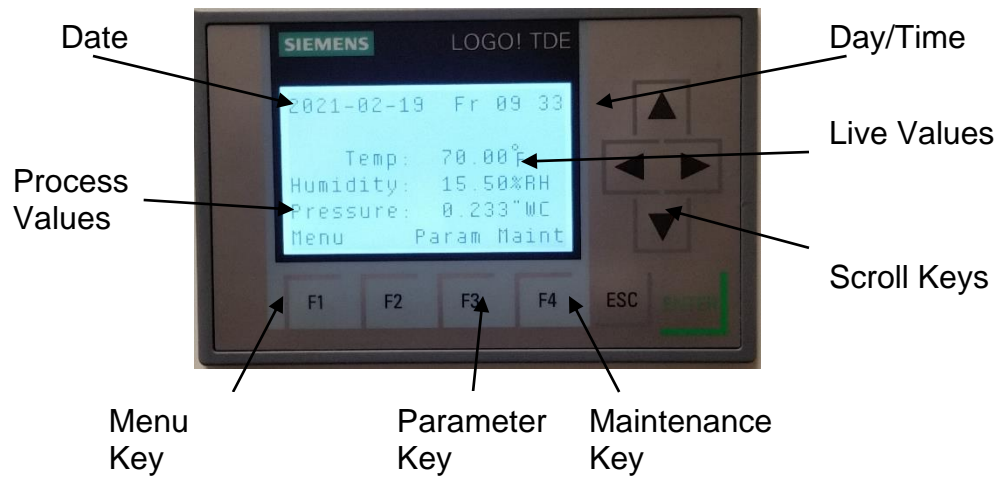 Date
Day/Time
SIEMENS
LOGO! TDE
2021-02-19 Fr 09 33
Live Values
Temp: 70.00°F
Humidity: 15.50%RH
Process
Values
Pressure: 0.233"WC
Menu Param Maint
Scroll Keys
F1 F2 F3 F4 ESC ENTER
Menu
Key
Parameter
Key
Maintenance
Key